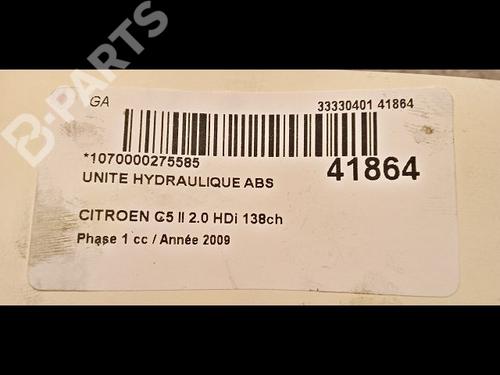 B-PARTS
GA
33330401 41864
*1070000275585
41864
UNITE HYDRAULIQUE ABS
CITROEN C5 II 2.0 HDi 138ch
Phase 1 cc / Année 2009